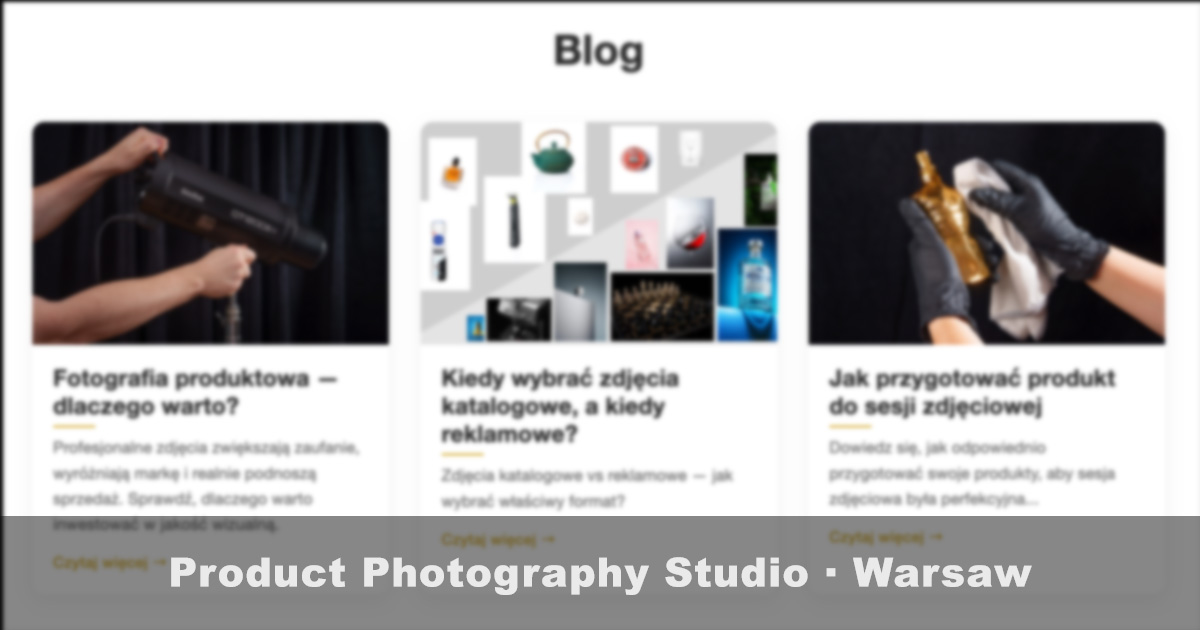 Blog
Fotografia produktowa —
dlaczego warto?
Profesjonalne zdjęcia zwiększają zaufanie,
wyróżniają markę i realnie podnoszą
sprzedaż. Sprawdź, dlaczego warto
inwestować w jakość wizualną.
Czytaj więcej →
Kiedy wybrać zdjęcia
katalogowe, a kiedy
reklamowe?
Zdjęcia katalogowe vs reklamowe — jak
wybrać właściwy format?
Czytaj więcej →
Jak przygotować produkt
do sesji zdjęciowej
Dowiedz się, jak odpowiednio
przygotować swoje produkty, aby sesja
zdjęciowa była perfekcyjna...
Czytaj więcej →
Product Photography Studio · Warsaw